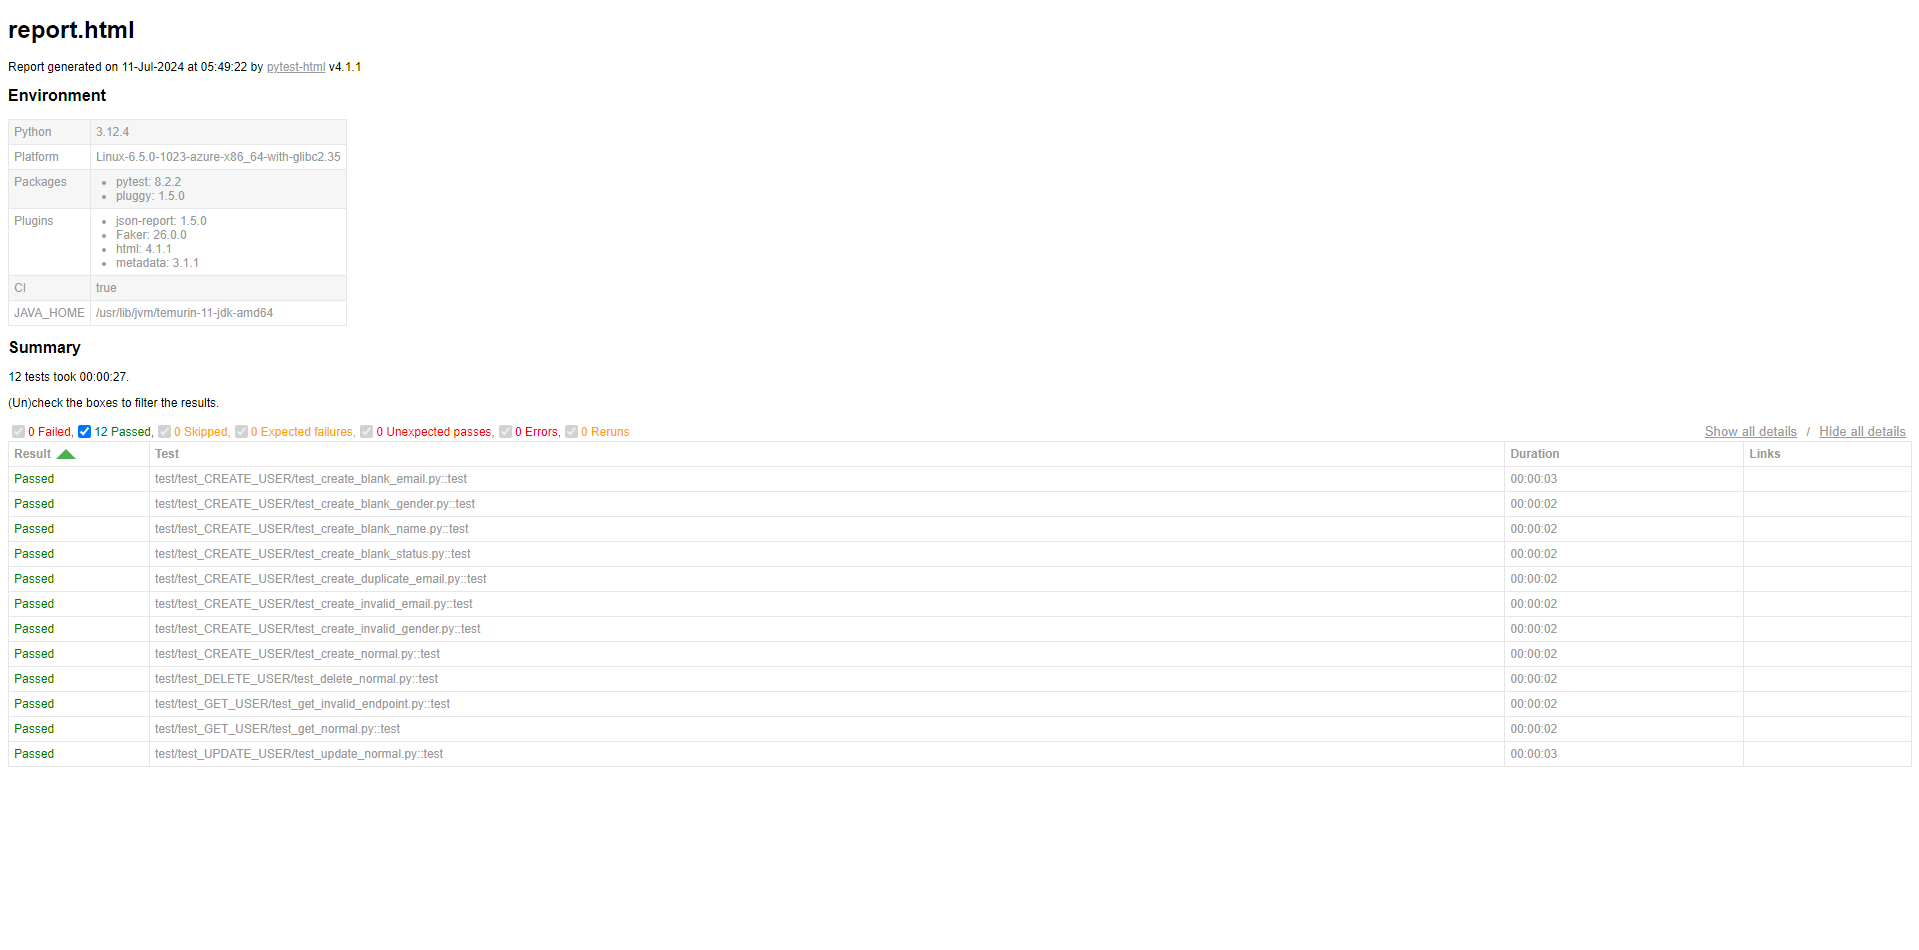 report.html
Report generated on 11-Jul-2024 at 05:49:22 by pytest-html v4.1.1
Environment
Python 3.12.4
Platform Linux-6.5.0-1023-azure-x86_64-with-glibc2.35
Packages • pytest: 8.2.2
• pluggy: 1.5.0
Plugins • json-report: 1.5.0
• Faker: 26.0.0
• html: 4.1.1
• metadata: 3.1.1
CI true
JAVA_HOME /usr/lib/jvm/temurin-11-jdk-amd64
Summary
12 tests took 00:00:27.
(Un)check the boxes to filter the results.
0 Failed, 12 Passed, 0 Skipped, 0 Expected failures, 0 Unexpected passes, 0 Errors, 0 Reruns Show all details / Hide all details
Result Test Duration Links
Passed test/test_CREATE_USER/test_create_blank_email.py::test 00:00:03
Passed test/test_CREATE_USER/test_create_blank_gender.py::test 00:00:02
Passed test/test_CREATE_USER/test_create_blank_name.py::test 00:00:02
Passed test/test_CREATE_USER/test_create_blank_status.py::test 00:00:02
Passed test/test_CREATE_USER/test_create_duplicate_email.py::test 00:00:02
Passed test/test_CREATE_USER/test_create_invalid_email.py::test 00:00:02
Passed test/test_CREATE_USER/test_create_invalid_gender.py::test 00:00:02
Passed test/test_CREATE_USER/test_create_normal.py::test 00:00:02
Passed test/test_DELETE_USER/test_delete_normal.py::test 00:00:02
Passed test/test_GET_USER/test_get_invalid_endpoint.py::test 00:00:02
Passed test/test_GET_USER/test_get_normal.py::test 00:00:02
Passed test/test_UPDATE_USER/test_update_normal.py::test 00:00:03